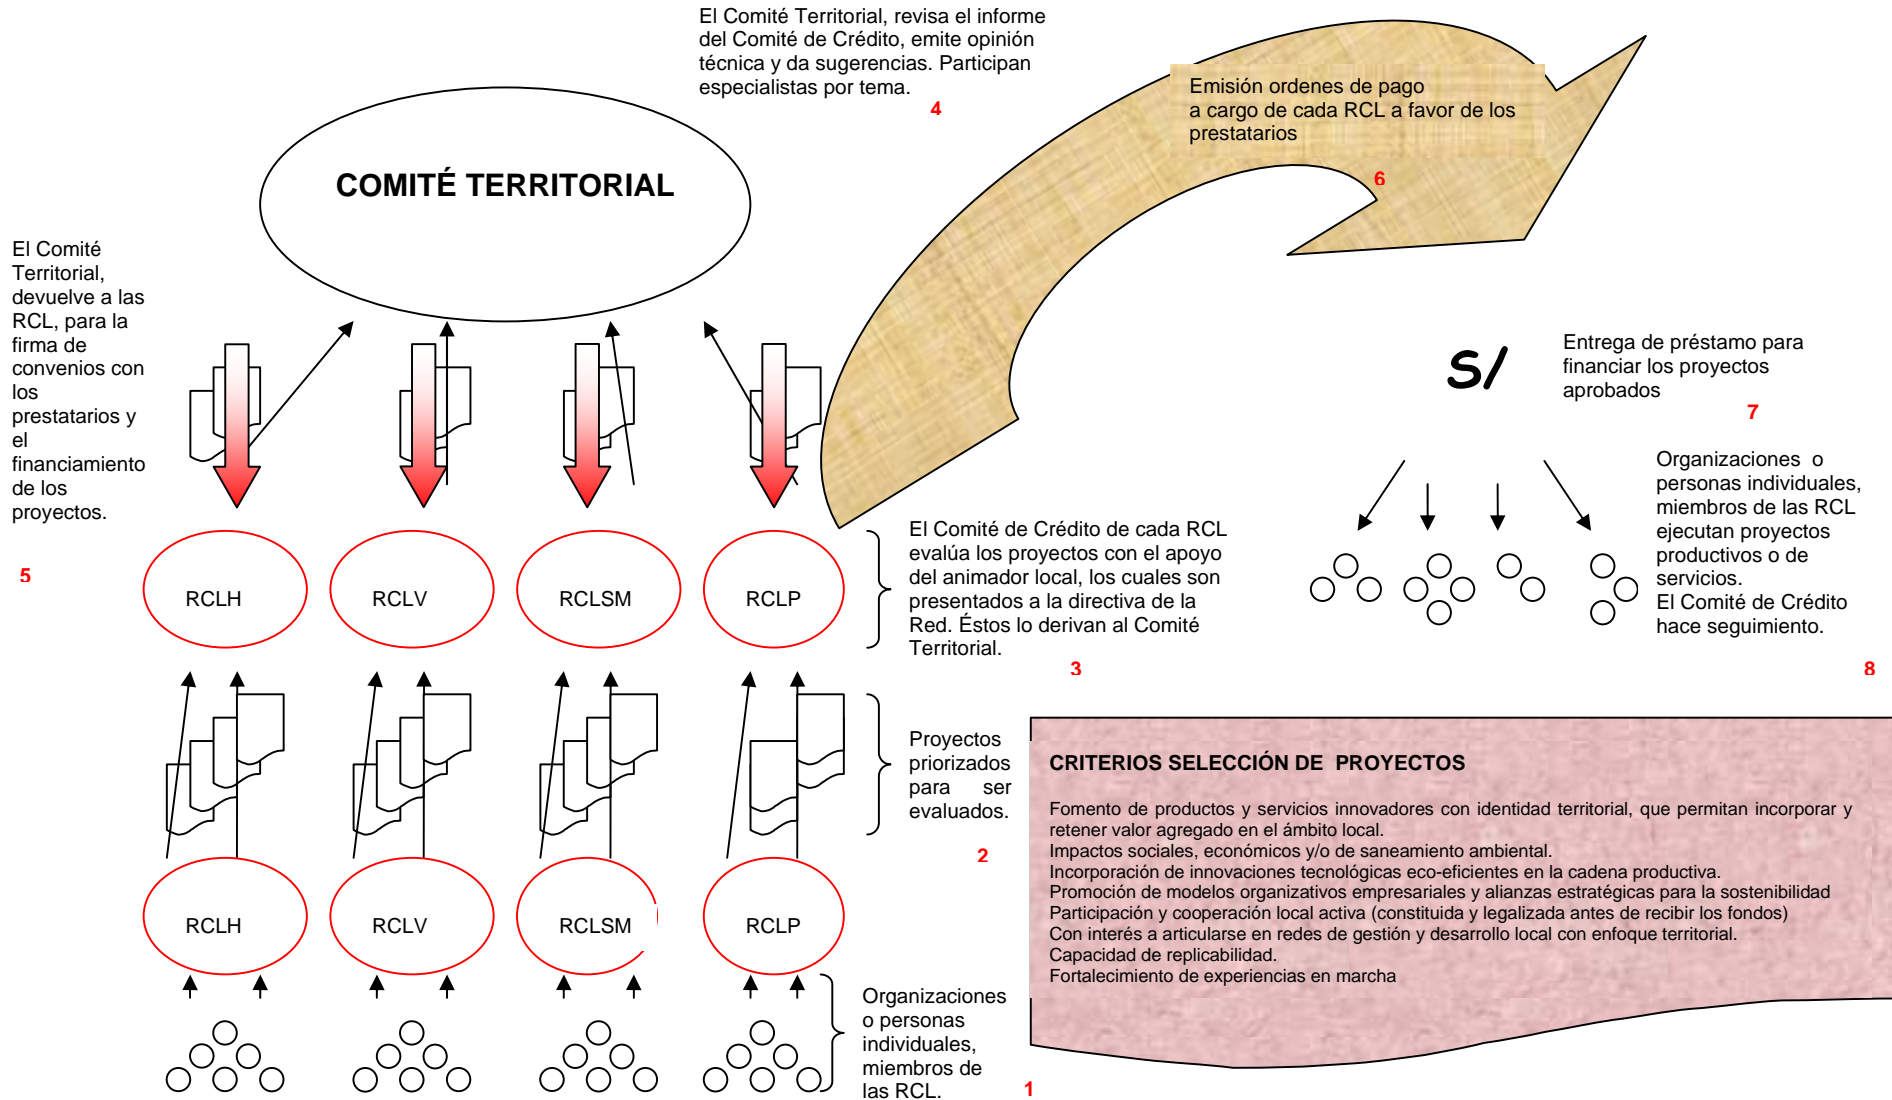 El Comité Territorial, revisa el informe
del Comité de Crédito, emite opinión
técnica y da sugerencias. Participan
especialistas por tema.
4
Emisión ordenes de pago
a cargo de cada RCL a favor de los
prestatarios
6
COMITÉ TERRITORIAL
El Comité
Territorial,
devuelve a las
RCL, para la
firma de
convenios con
los
prestatarios y
el
financiamiento
de los
proyectos.
5
S/
Entrega de préstamo para
financiar los proyectos
aprobados
7
Organizaciones o
personas individuales,
miembros de las RCL
ejecutan proyectos
productivos o de
servicios.
El Comité de Crédito
hace seguimiento.
8
RCLH
RCLV
RCLSM
RCLP
El Comité de Crédito de cada RCL
evalúa los proyectos con el apoyo
del animador local, los cuales son
presentados a la directiva de la
Red. Éstos lo derivan al Comité
Territorial.
3
Proyectos
priorizados
para ser
evaluados.
2
RCLH
RCLV
RCLSM
RCLP
Organizaciones
o personas
individuales,
miembros de
las RCL.
1
CRITERIOS SELECCIÓN DE PROYECTOS
Fomento de productos y servicios innovadores con identidad territorial, que permitan incorporar y
retener valor agregado en el ámbito local.
Impactos sociales, económicos y/o de saneamiento ambiental.
Incorporación de innovaciones tecnológicas eco-eficientes en la cadena productiva.
Promoción de modelos organizativos empresariales y alianzas estratégicas para la sostenibilidad
Participación y cooperación local activa (constituida y legalizada antes de recibir los fondos)
Con interés a articularse en redes de gestión y desarrollo local con enfoque territorial.
Capacidad de replicabilidad.
Fortalecimiento de experiencias en marcha